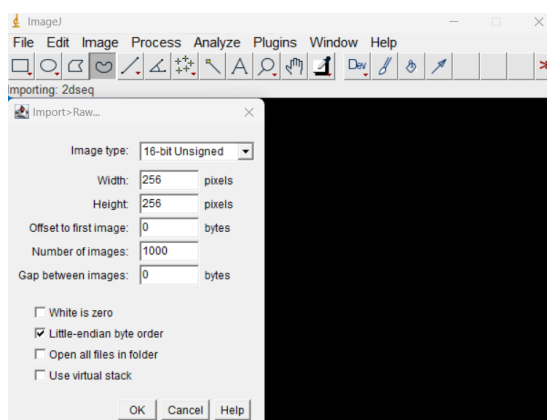 ImageJ
File Edit Image Process Analyze Plugins Window Help
A Dev
Importing: 2dseq
Import>Raw...
Image type: 16-bit Unsigned
Width: 256 pixels
Height: 256 pixels
Offset to first image: 0 bytes
Number of images: 1000
Gap between images: 0 bytes
White is zero
Little-endian byte order
Open all files in folder
Use virtual stack
OK Cancel Help